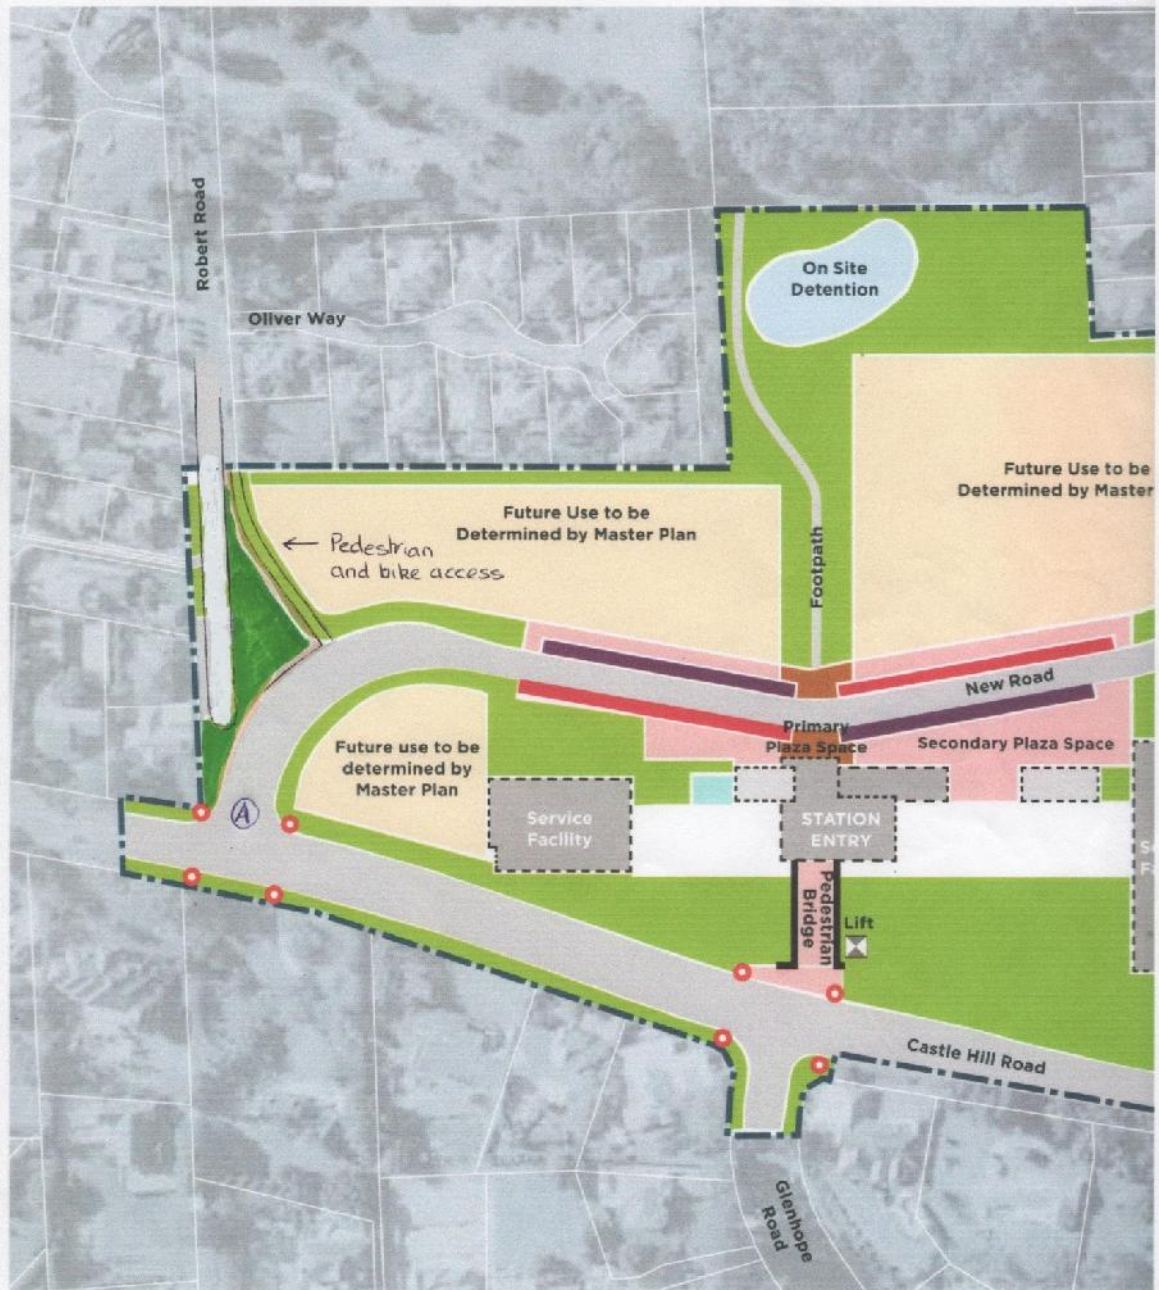 Robert Road
On Site
Detention
Oliver Way
Future Use to be
Determined by Master
Future Use to be
Determined by Master Plan
← Pedestrian
and bike access
Footpath
New Road
Primary
Plaza Space
Secondary Plaza Space
Future use to be
determined by
Master Plan
A
Service
Facility
STATION
ENTRY
Pedestrian
Bridge
Lift
Castle Hill Road
Glenhope
Road